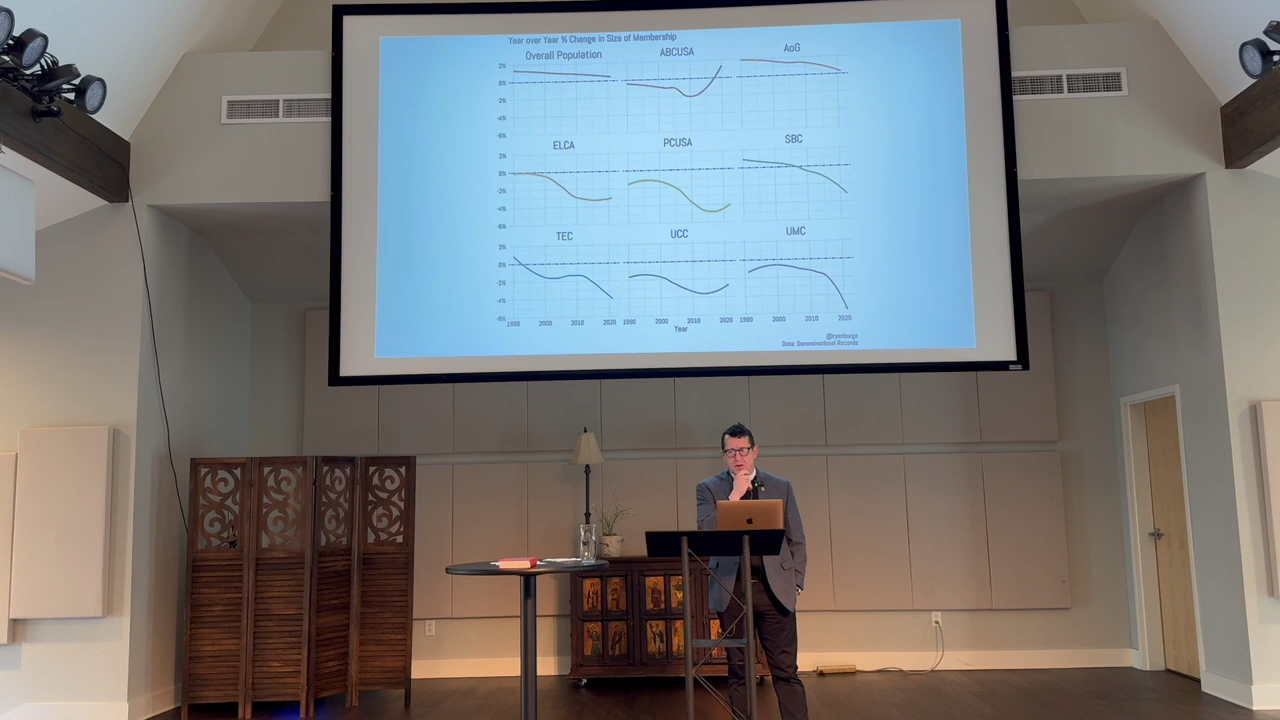 Year over Year % Change in Size of Membership
Overall Population
ABCUSA
AoG
2%
0%
-2%
-4%
-6%
ELCA
PCUSA
SBC
2%
0%
-2%
-4%
-6%
TEC
UCC
UMC
2%
0%
-2%
-4%
-6%
1990 2000 2010 2020 1990 2000 2010 2020 1990 2000 2010 2020
Year
@ryanburge
Data: Denominational Records